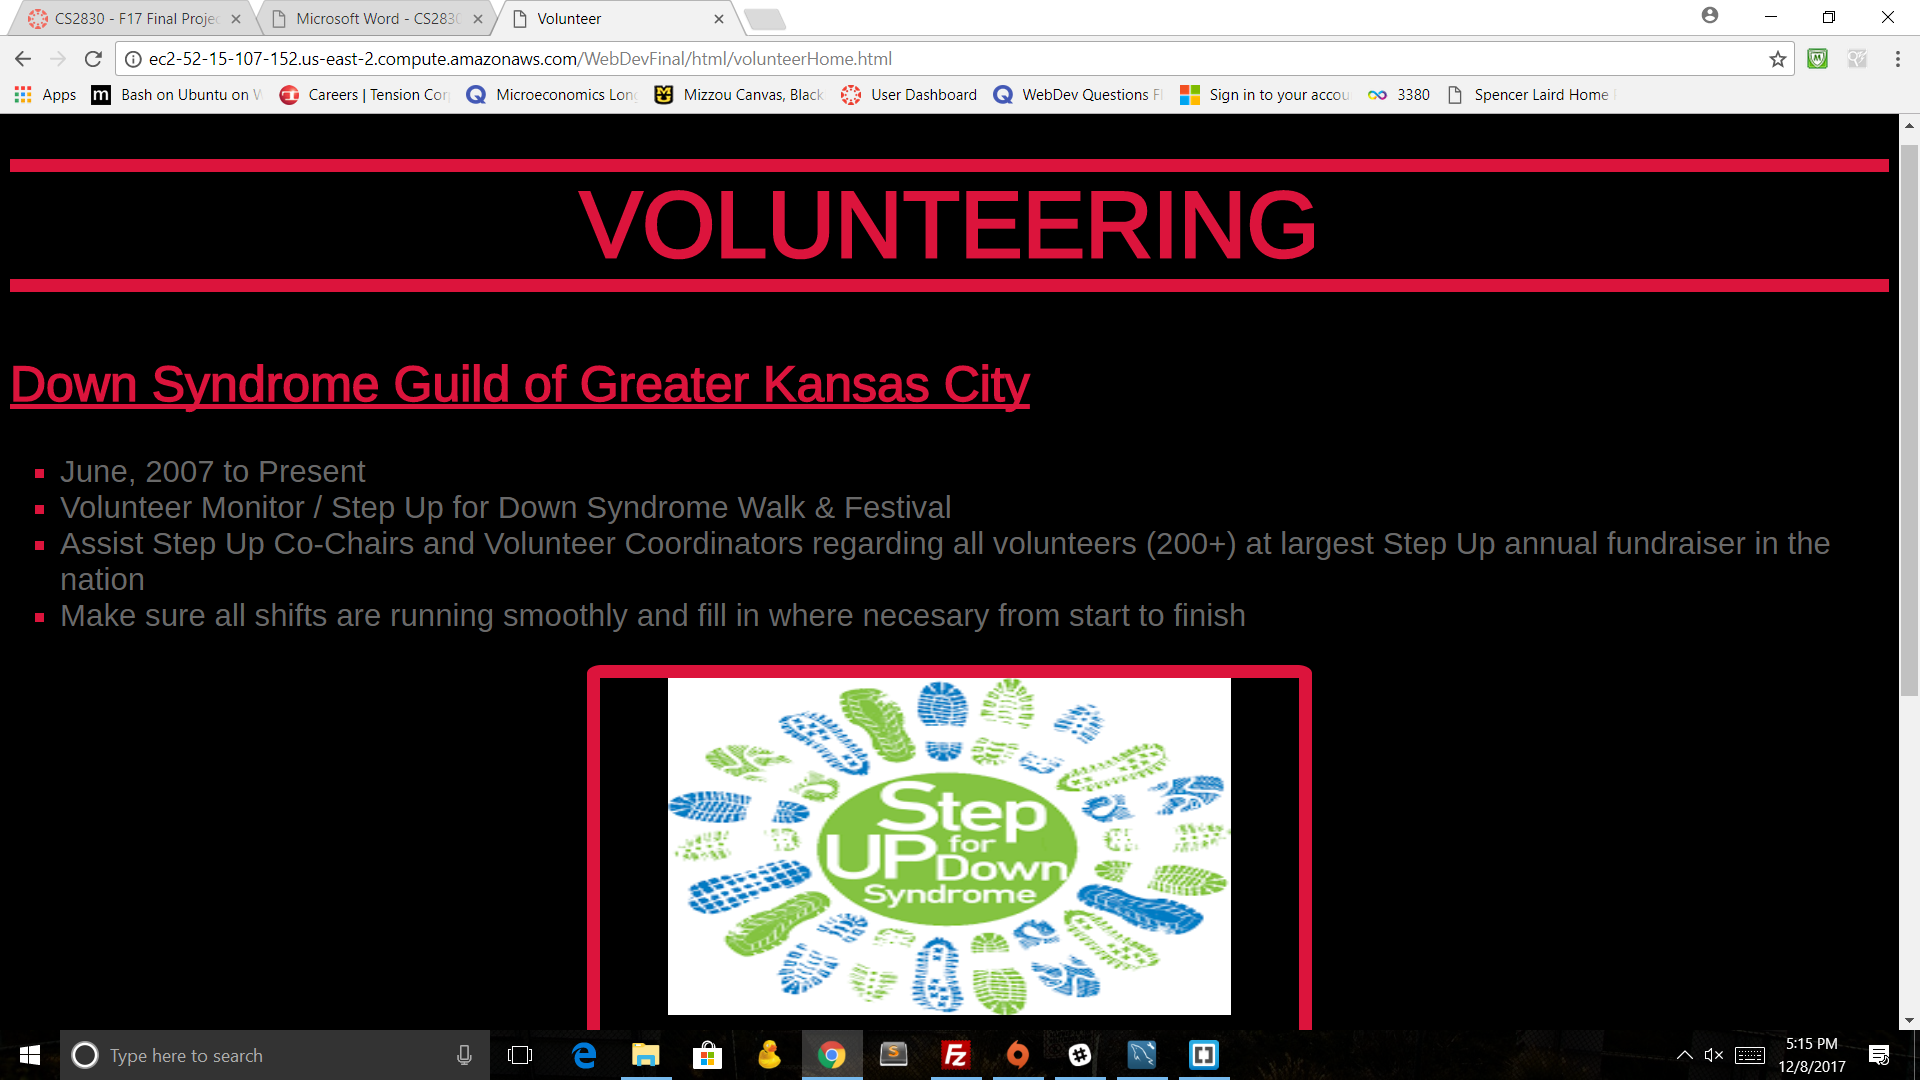 CS2830 - F17 Final Projec
Microsoft Word - CS2830
Volunteer
ec2-52-15-107-152.us-east-2.compute.amazonaws.com/WebDevFinal/html/volunteerHome.html
Apps
Bash on Ubuntu on W
Careers | Tension Corp
Microeconomics Long
Mizzou Canvas, Black
User Dashboard
WebDev Questions Fl
Sign in to your accou
3380
Spencer Laird Home
VOLUNTEERING
Down Syndrome Guild of Greater Kansas City
June, 2007 to Present
Volunteer Monitor / Step Up for Down Syndrome Walk & Festival
Assist Step Up Co-Chairs and Volunteer Coordinators regarding all volunteers (200+) at largest Step Up annual fundraiser in the
nation
Make sure all shifts are running smoothly and fill in where necesary from start to finish
Step
UP for Down
Syndrome
Type here to search
5:15 PM
12/8/2017